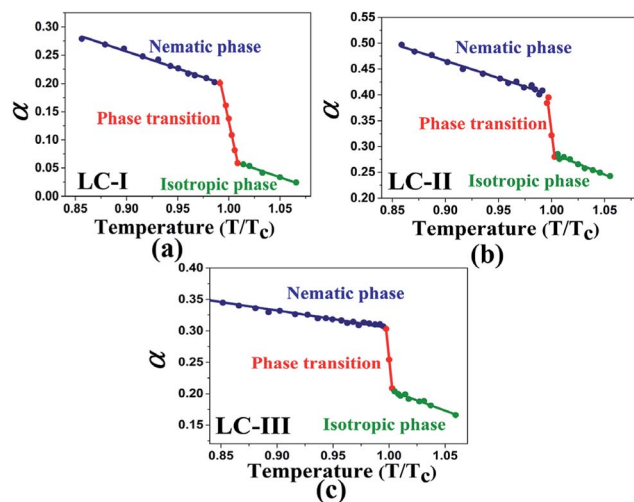 0.30
0.25
0.20
0.15
0.10
0.05
0.00
α
Nematic phase
Phase transition
Isotropic phase
LC-I
0.85 0.90 0.95 1.00 1.05
Temperature (T/Tc)
(a)
0.55
0.50
0.45
0.40
0.35
0.30
0.25
0.20
α
Nematic phase
Phase transition
Isotropic phase
LC-II
0.85 0.90 0.95 1.00 1.05
Temperature (T/Tc)
(b)
0.40
0.35
0.30
0.25
0.20
0.15
α
Nematic phase
Phase transition
Isotropic phase
LC-III
0.85 0.90 0.95 1.00 1.05
Temperature (T/Tc)
(c)